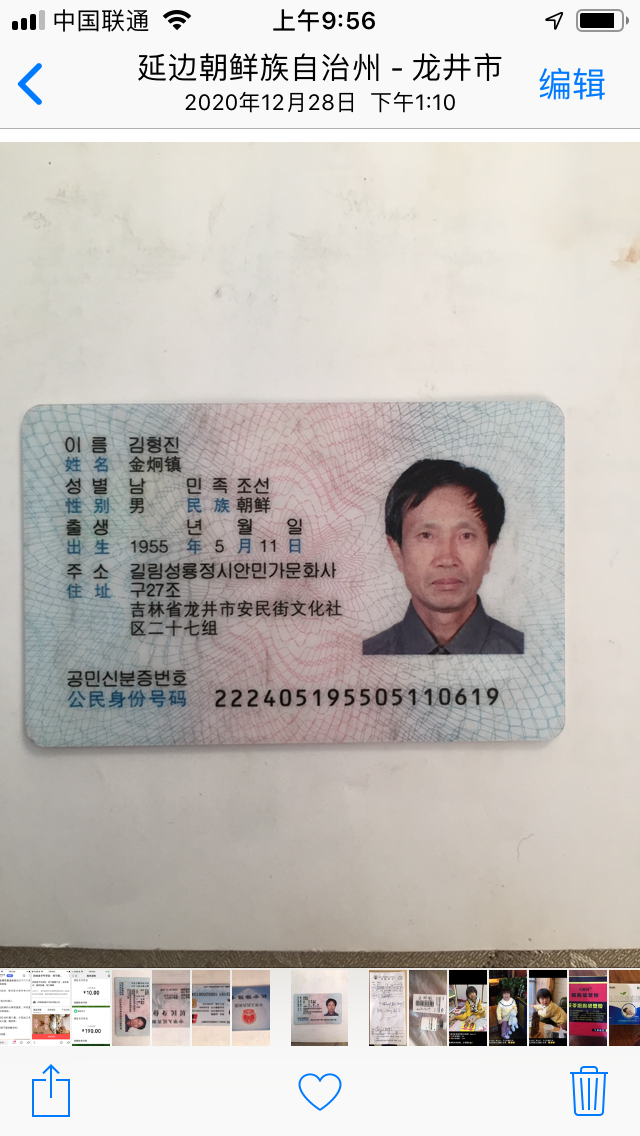 中国联通 上午9:56
延边朝鲜族自治州 - 龙井市
编辑
2020年12月28日 下午1:10
이 름 김형진
姓 名 金炯镇
성 별 남 민 족 조선
性 别 男 民 族 朝鲜
출 생 년 월 일
出 生 1955 年 5 月 11 日
주 소 길림성룡정시안민가문화사
住 址 구27조
吉林省龙井市安民街文化社
区二十七组
공민신분증번호
公民身份号码 222405195505110619